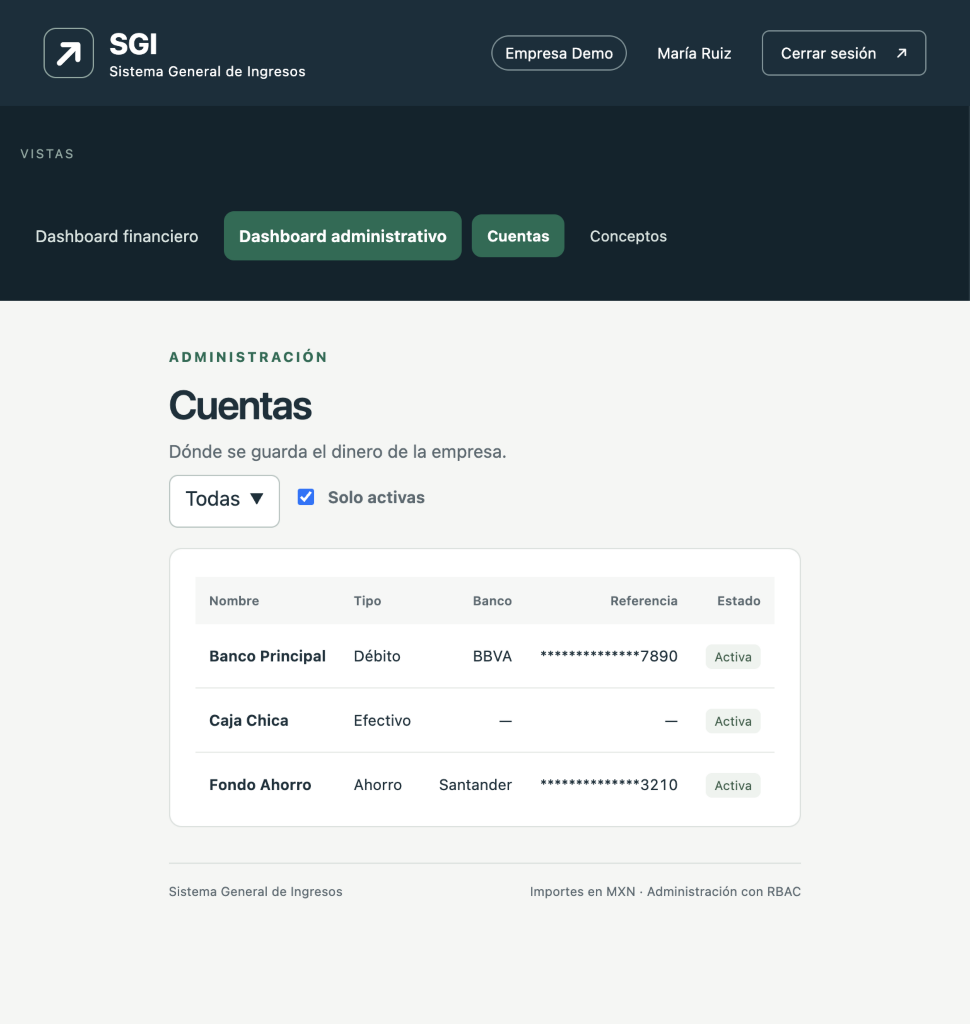 SGI
Sistema General de Ingresos
Empresa Demo
María Ruiz
Cerrar sesión
VISTAS
Dashboard financiero
Dashboard administrativo
Cuentas
Conceptos
ADMINISTRACIÓN
Cuentas
Dónde se guarda el dinero de la empresa.
Todas
Solo activas
Nombre Tipo Banco Referencia Estado
Banco Principal Débito BBVA **************7890 Activa
Caja Chica Efectivo — — Activa
Fondo Ahorro Ahorro Santander **************3210 Activa
Sistema General de Ingresos
Importes en MXN · Administración con RBAC